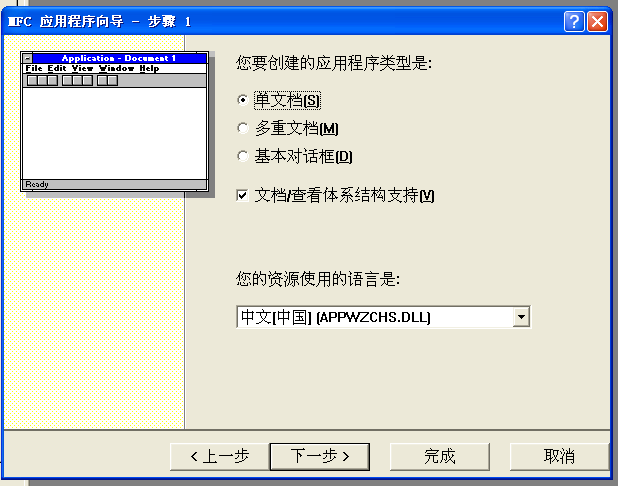 MFC 应用程序向导 - 步骤 1
Application - Document 1
File Edit View Window Help
Ready
您要创建的应用程序类型是:
单文档(S)
多重文档(M)
基本对话框(D)
文档/查看体系结构支持(V)
您的资源使用的语言是:
中文[中国] (APPWZCHS.DLL)
< 上一步 下一步 > 完成 取消